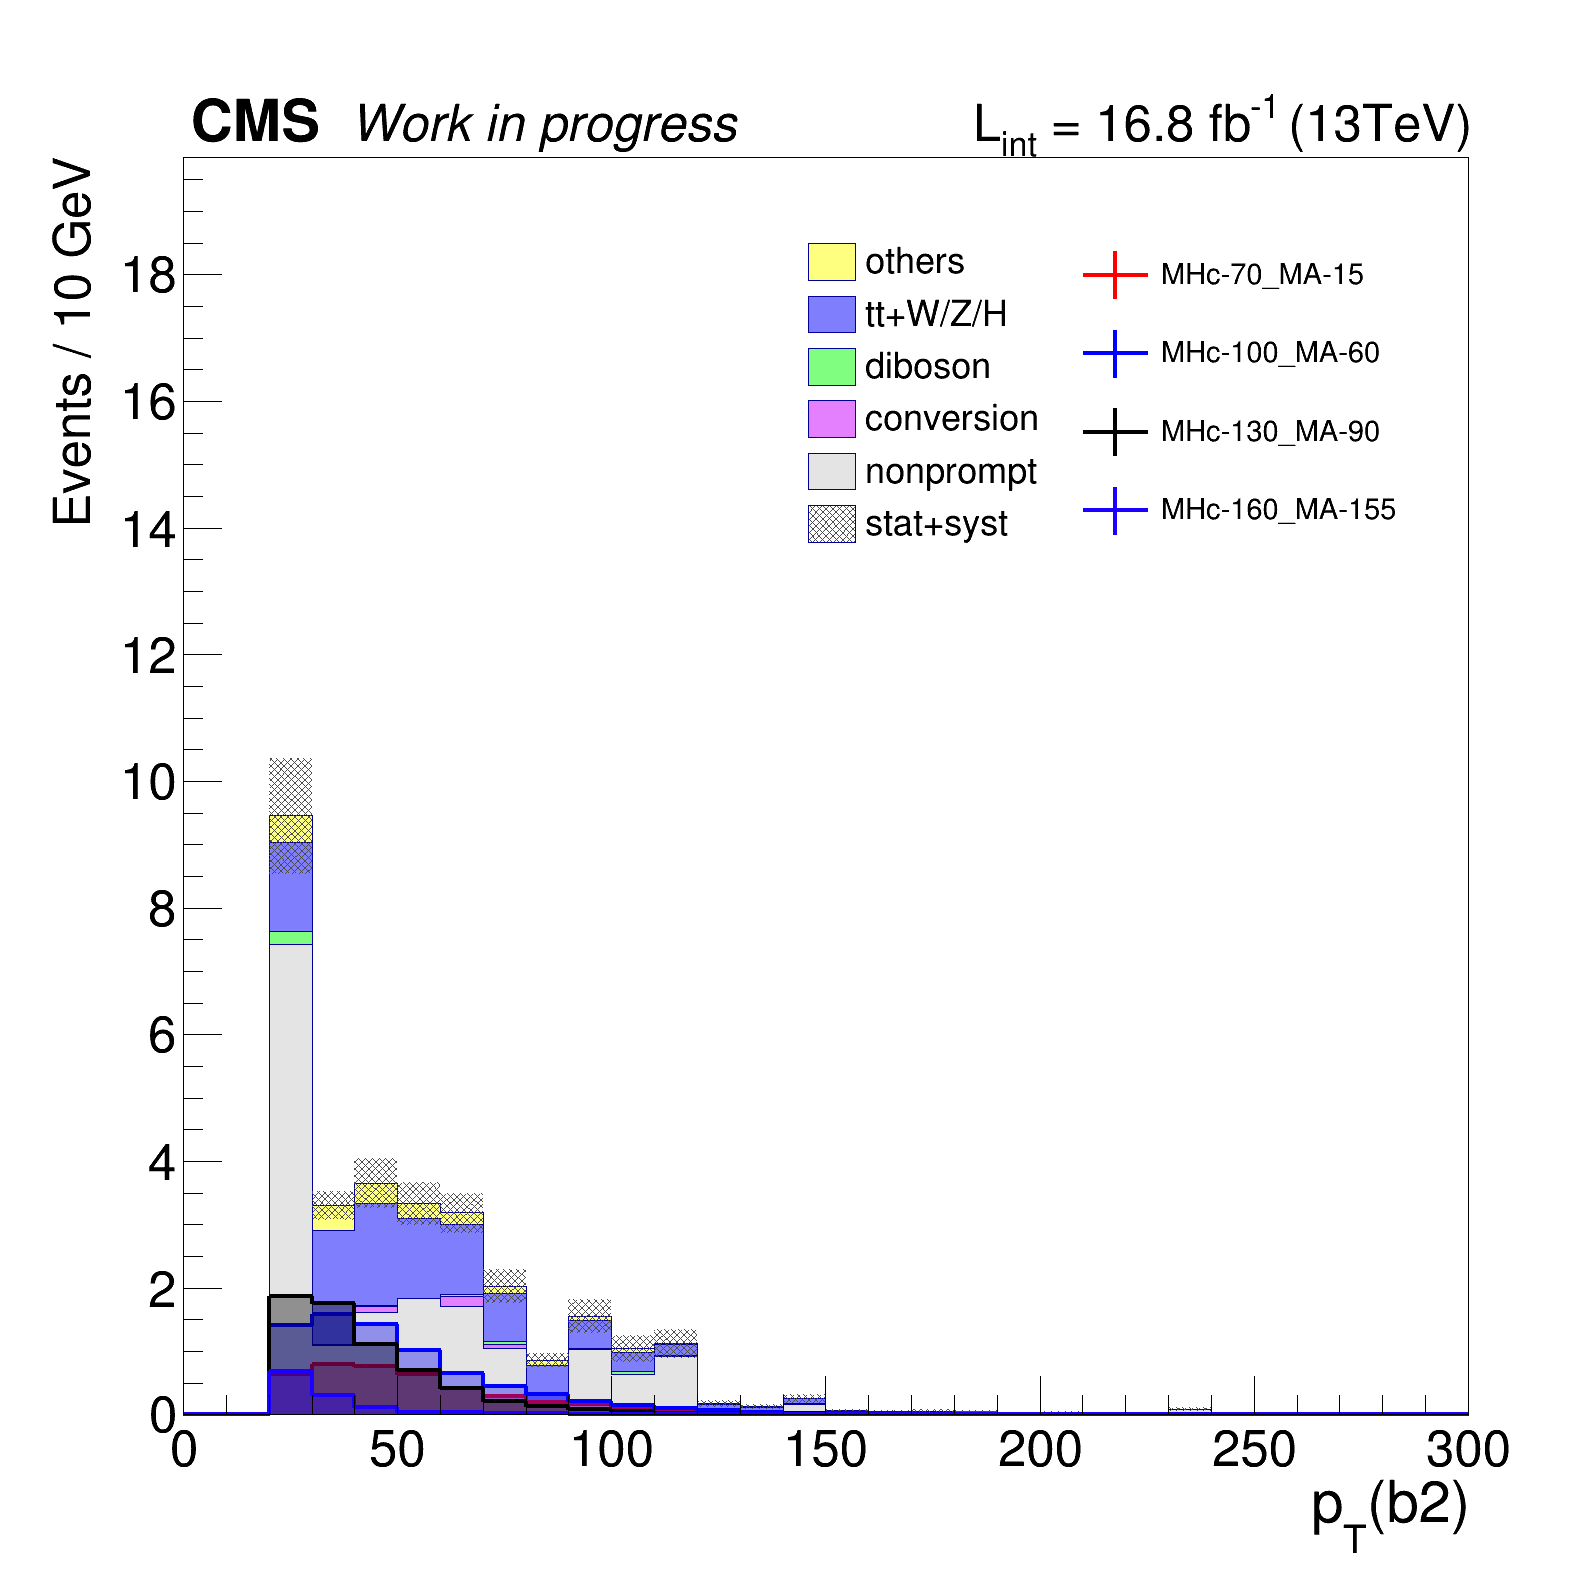 CMS Work in progress L_int = 16.8 fb^-1 (13TeV)
Events / 10 GeV
others
tt+W/Z/H
diboson
conversion
nonprompt
stat+syst
MHc-70_MA-15
MHc-100_MA-60
MHc-130_MA-90
MHc-160_MA-155
18
16
14
12
10
8
6
4
2
0
0 50 100 150 200 250 300
p_T(b2)